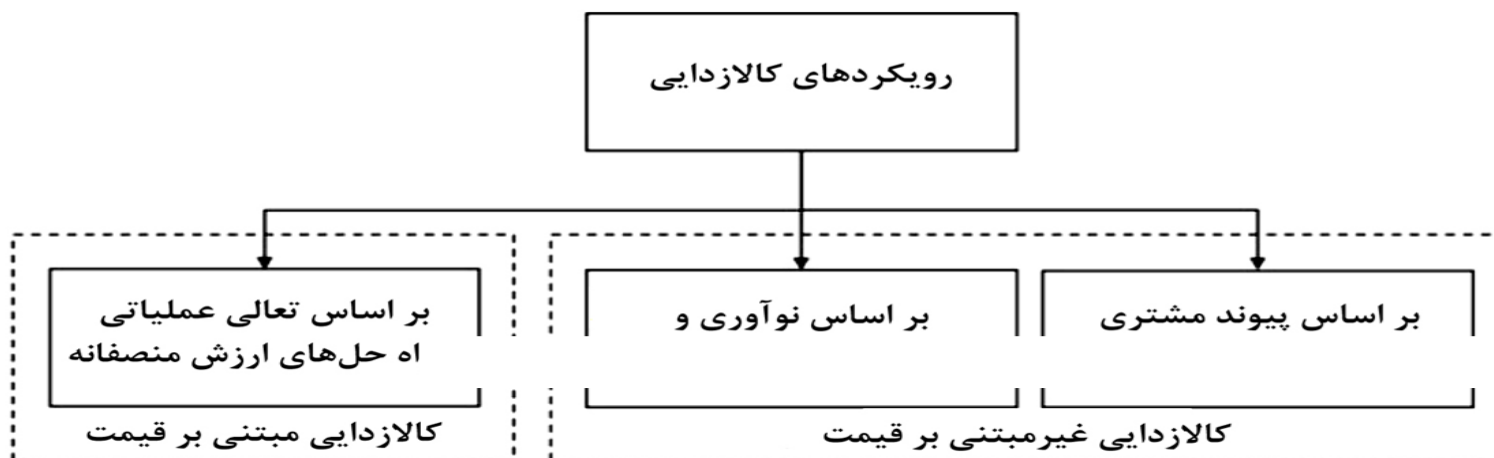 رویکردهای کالازدایی
بر اساس پیوند مشتری
بر اساس نوآوری و
بر اساس تعالی عملیاتی
اه حل‌های ارزش منصفانه
کالازدایی غیرمبتنی بر قیمت
کالازدایی مبتنی بر قیمت